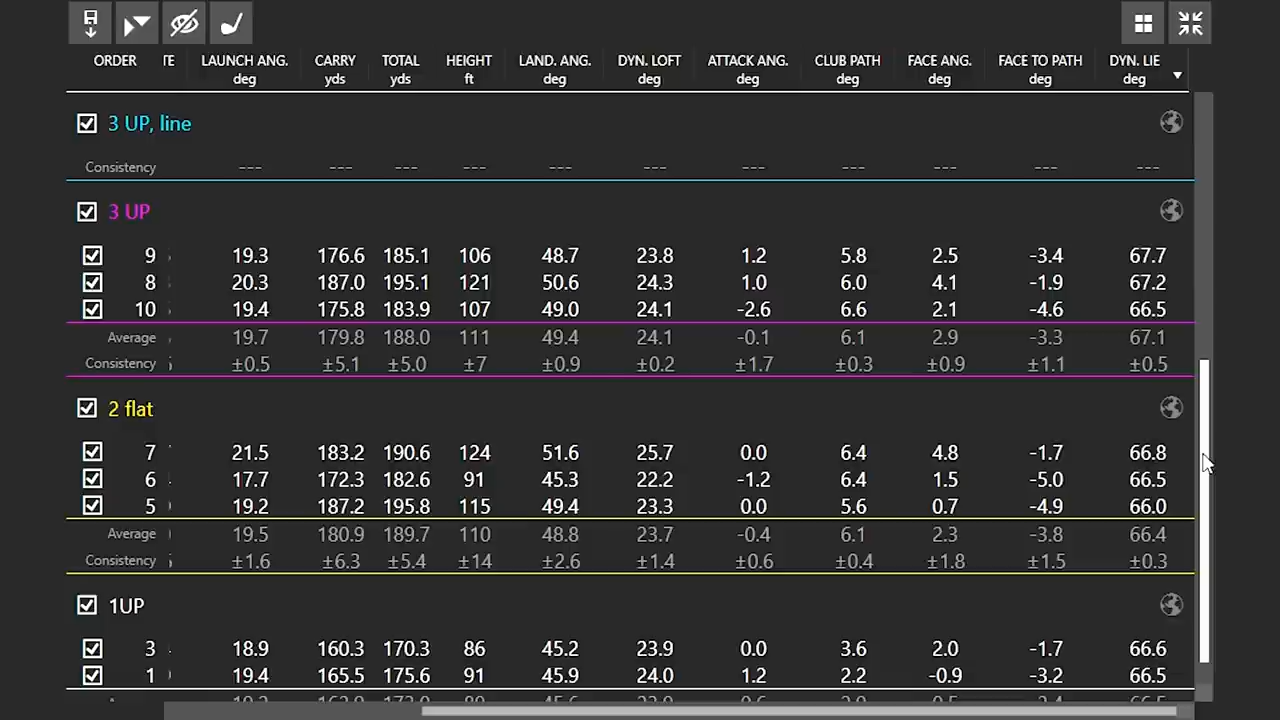 ORDER TE LAUNCH ANG. CARRY TOTAL HEIGHT LAND. ANG. DYN. LOFT ATTACK ANG. CLUB PATH FACE ANG. FACE TO PATH DYN. LIE
deg yds yds ft deg deg deg deg deg deg deg
3 UP, line
Consistency --- --- --- --- --- --- --- --- --- --- ---
3 UP
9 19.3 176.6 185.1 106 48.7 23.8 1.2 5.8 2.5 -3.4 67.7
8 20.3 187.0 195.1 121 50.6 24.3 1.0 6.0 4.1 -1.9 67.2
10 19.4 175.8 183.9 107 49.0 24.1 -2.6 6.6 2.1 -4.6 66.5
Average 19.7 179.8 188.0 111 49.4 24.1 -0.1 6.1 2.9 -3.3 67.1
Consistency ±0.5 ±5.1 ±5.0 ±7 ±0.9 ±0.2 ±1.7 ±0.3 ±0.9 ±1.1 ±0.5
2 flat
7 21.5 183.2 190.6 124 51.6 25.7 0.0 6.4 4.8 -1.7 66.8
6 17.7 172.3 182.6 91 45.3 22.2 -1.2 6.4 1.5 -5.0 66.5
5 19.2 187.2 195.8 115 49.4 23.3 0.0 5.6 0.7 -4.9 66.0
Average 19.5 180.9 189.7 110 48.8 23.7 -0.4 6.1 2.3 -3.8 66.4
Consistency ±1.6 ±6.3 ±5.4 ±14 ±2.6 ±1.4 ±0.6 ±0.4 ±1.8 ±1.5 ±0.3
1UP
3 18.9 160.3 170.3 86 45.2 23.9 0.0 3.6 2.0 -1.7 66.6
1 19.4 165.5 175.6 91 45.9 24.0 1.2 2.2 -0.9 -3.2 66.5